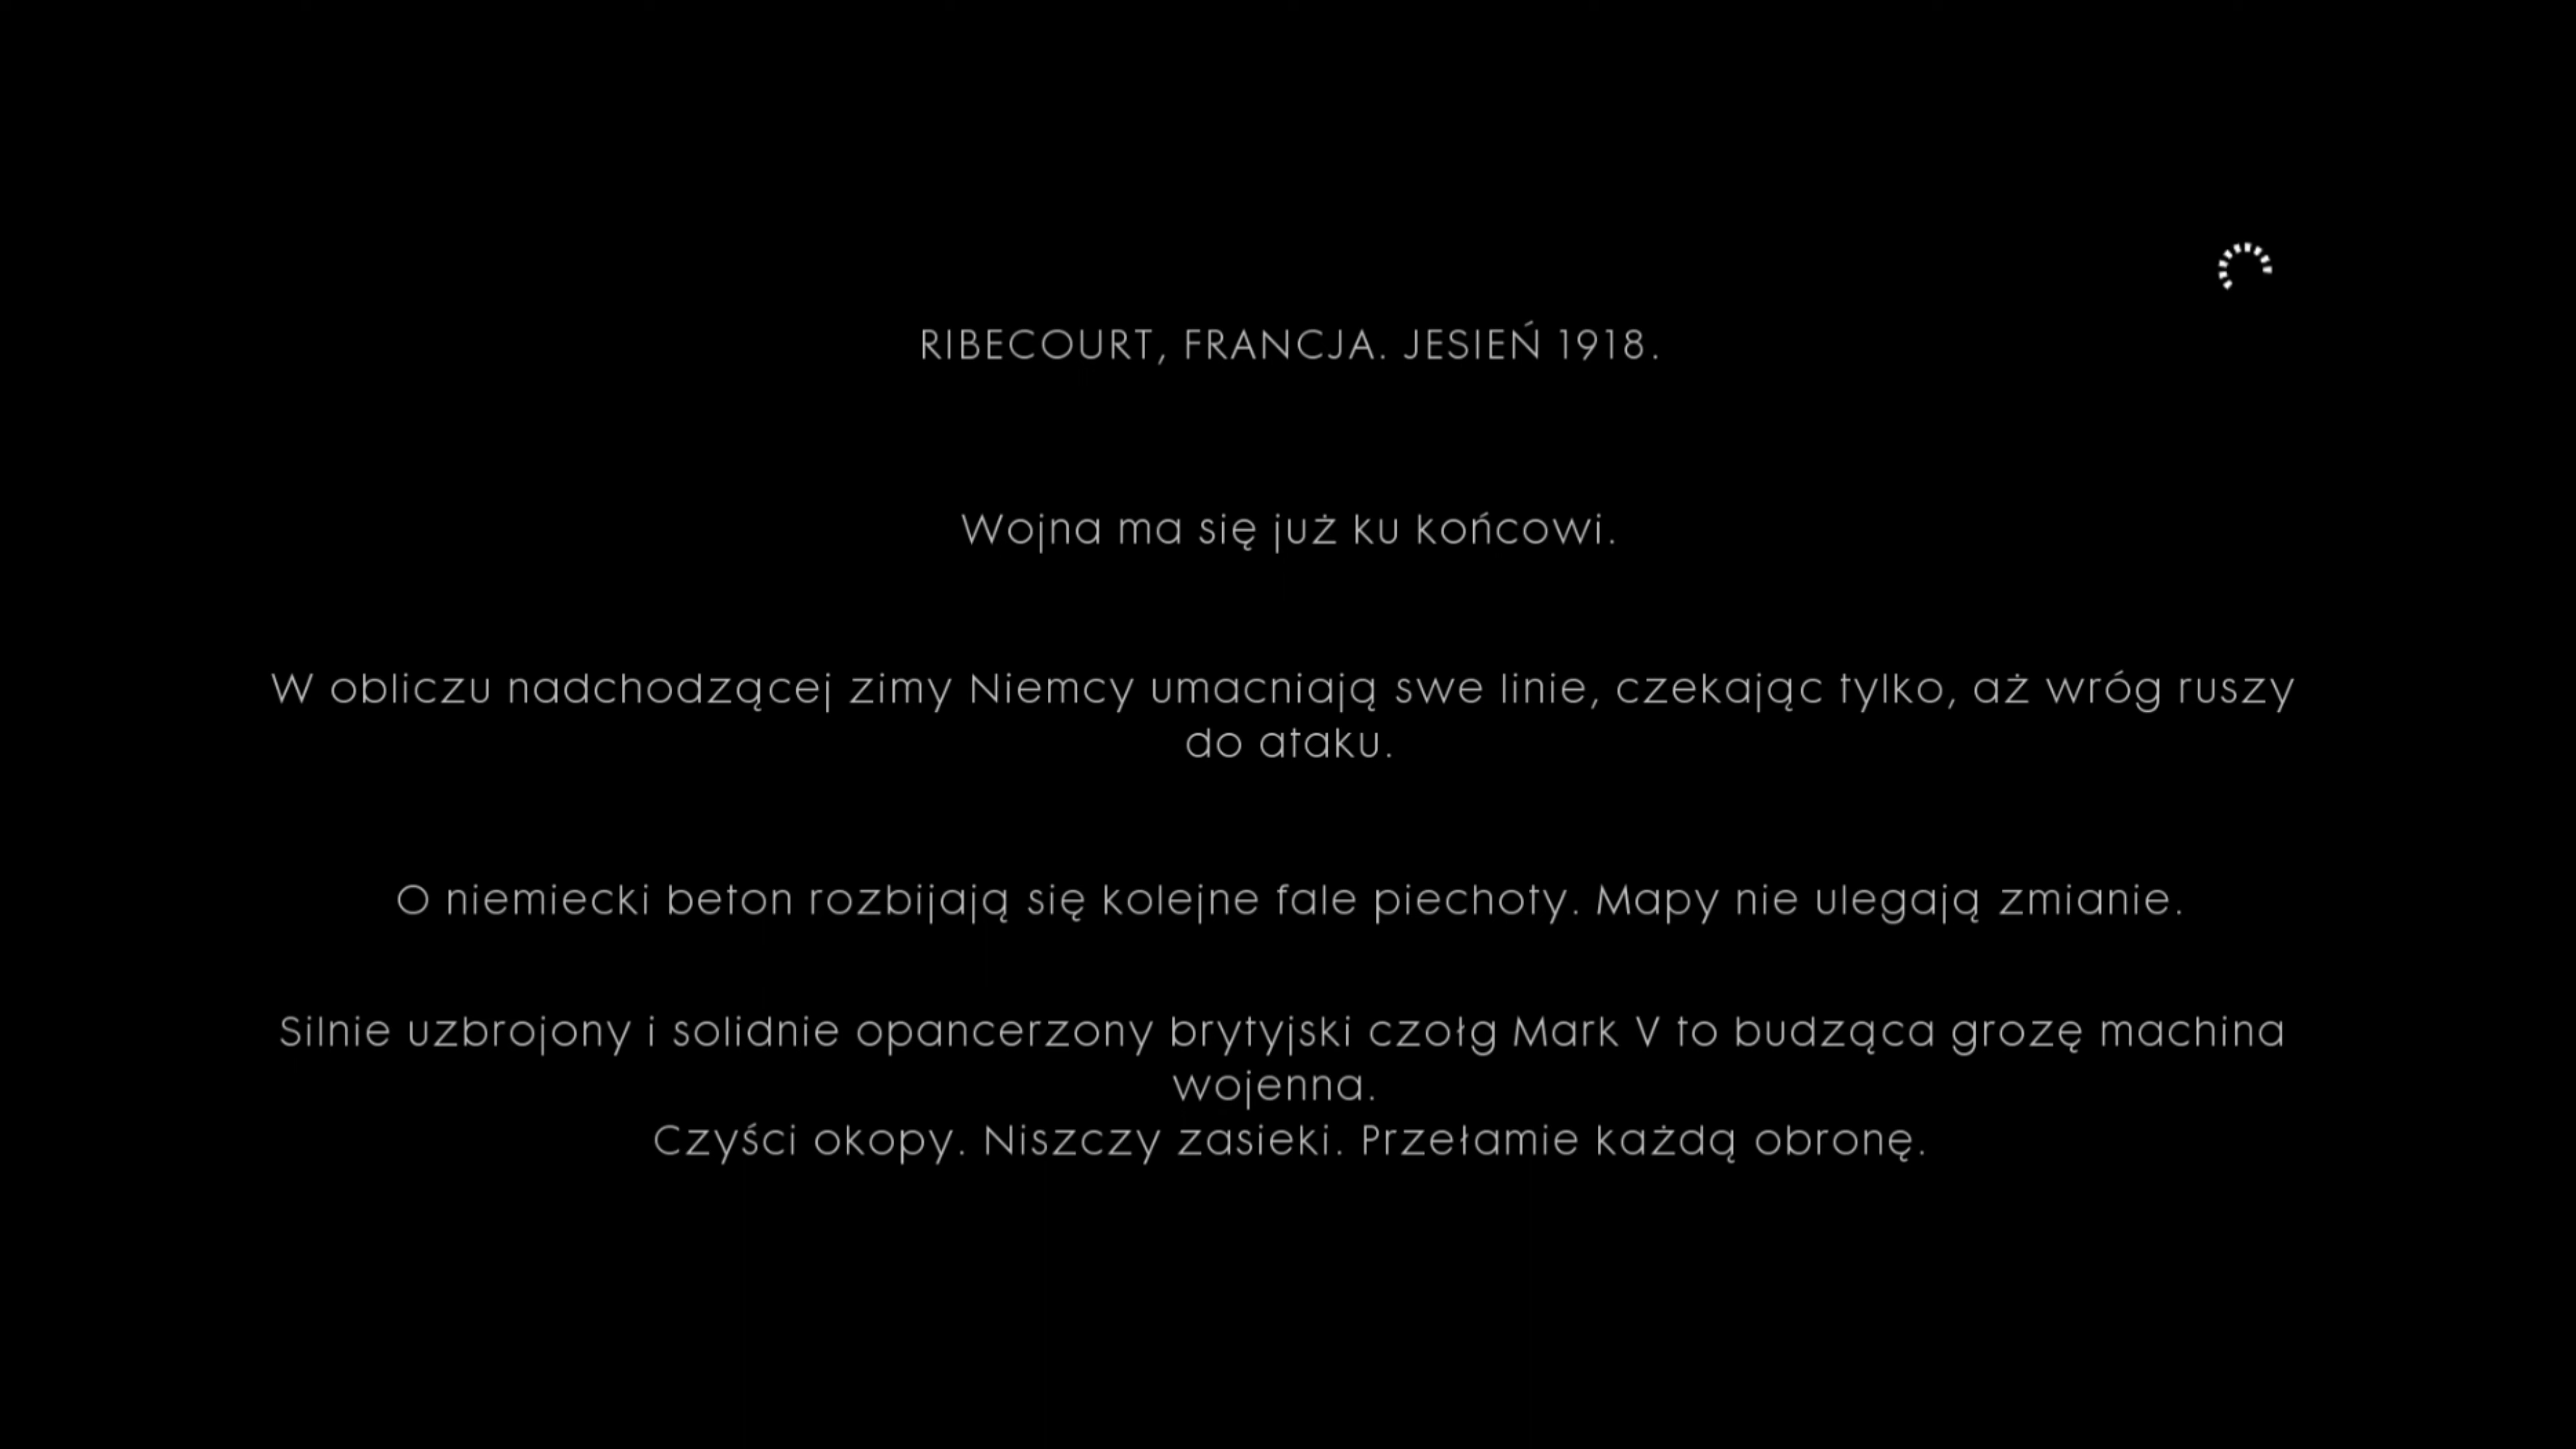 RIBECOURT, FRANCJA. JESIEŃ 1918.
Wojna ma się już ku końcowi.
W obliczu nadchodzącej zimy Niemcy umacniają swe linie, czekając tylko, aż wróg ruszy
do ataku.
O niemiecki beton rozbijają się kolejne fale piechoty. Mapy nie ulegają zmianie.
Silnie uzbrojony i solidnie opancerzony brytyjski czołg Mark V to budząca grozę machina
wojenna.
Czyści okopy. Niszczy zasieki. Przełamie każdą obronę.